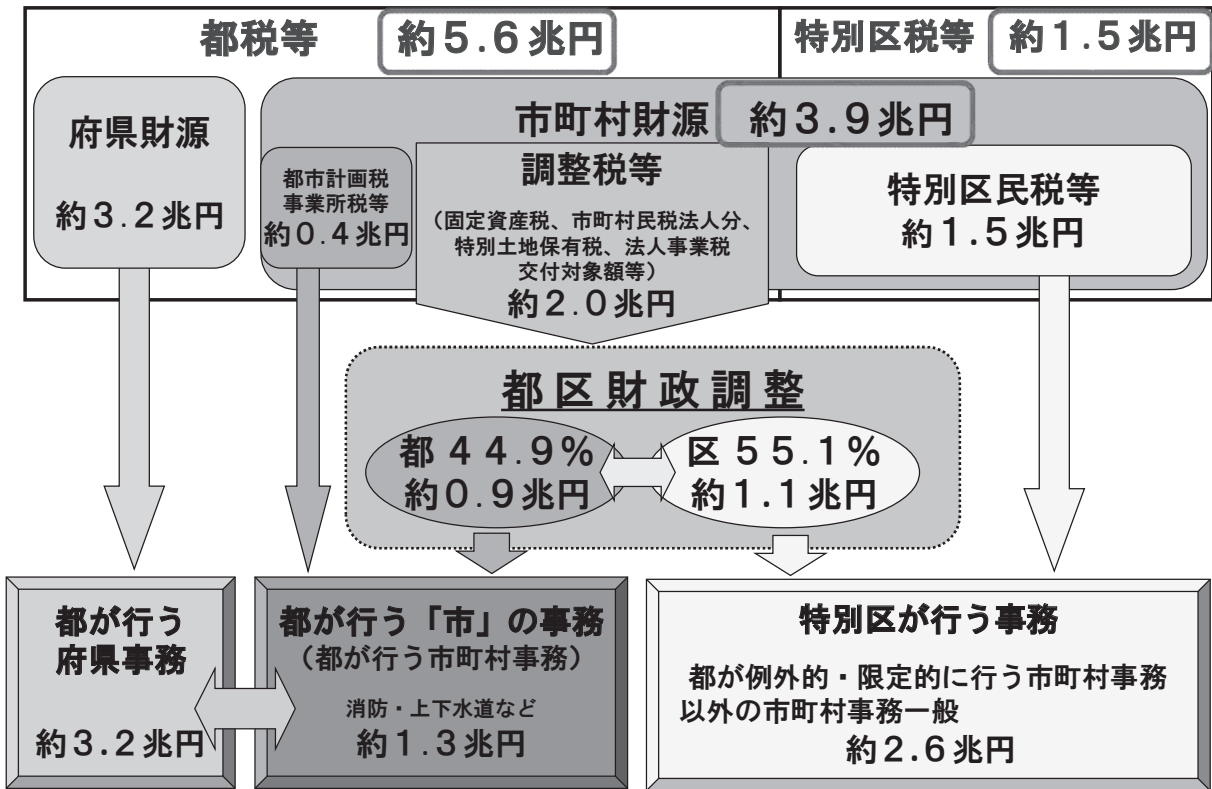 都税等 約5.6兆円
特別区税等 約1.5兆円
府県財源
約3.2兆円
市町村財源 約3.9兆円
都市計画税
事業所税等
約0.4兆円
調整税等
(固定資産税、市町村民税法人分、
特別土地保有税、法人事業税
交付対象額等)
約2.0兆円
特別区民税等
約1.5兆円
都区財政調整
都 44.9%
約0.9兆円
区 55.1%
約1.1兆円
都が行う
府県事務
約3.2兆円
都が行う「市」の事務
(都が行う市町村事務)
消防・上下水道など
約1.3兆円
特別区が行う事務
都が例外的・限定的に行う市町村事務
以外の市町村事務一般
約2.6兆円